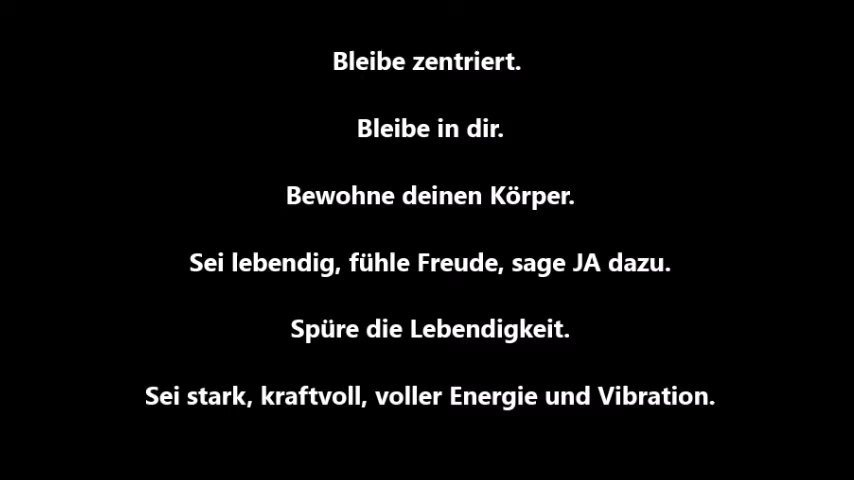 Bleibe zentriert.
Bleibe in dir.
Bewohne deinen Körper.
Sei lebendig, fühle Freude, sage JA dazu.
Spüre die Lebendigkeit.
Sei stark, kraftvoll, voller Energie und Vibration.